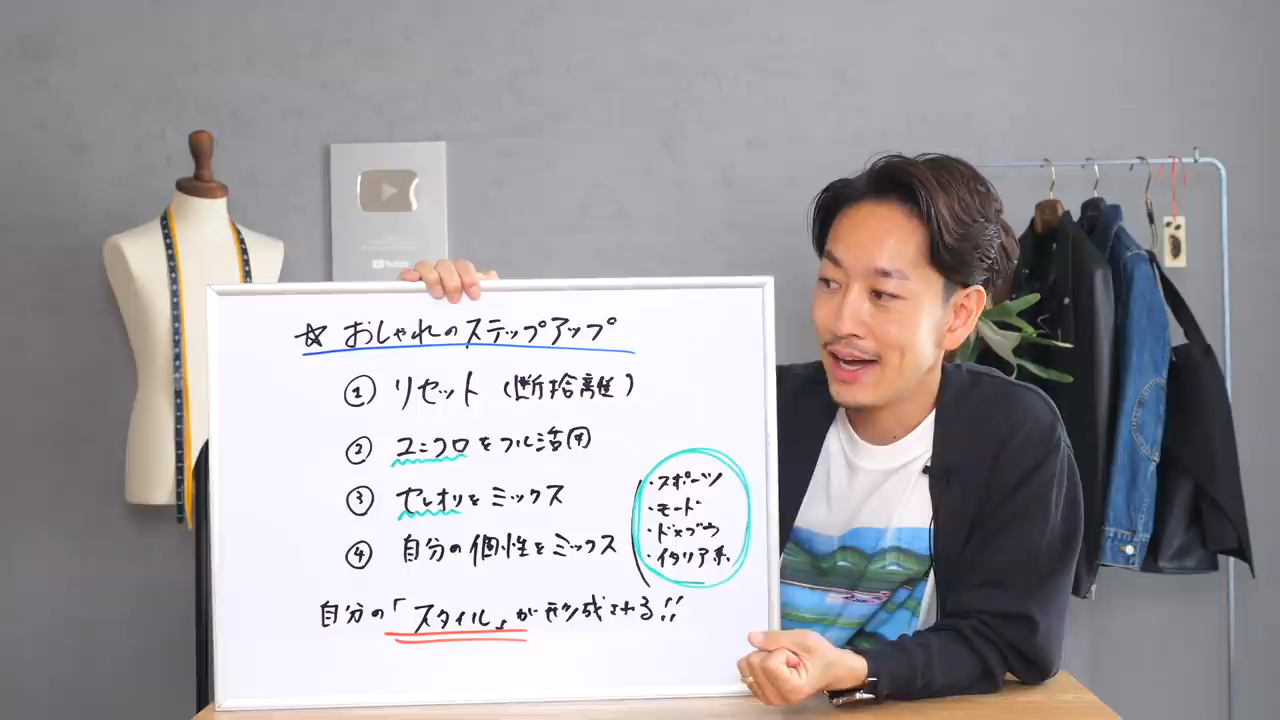 ☆ おしゃれのステップアップ
① リセット (断捨離)
② ユニクロをフル活用
③ セレオリをミックス
④ 自分の個性をミックス
・スポーツ
・モード
・イタリア系
自分の「スタイル」が形成される!!
YouTube